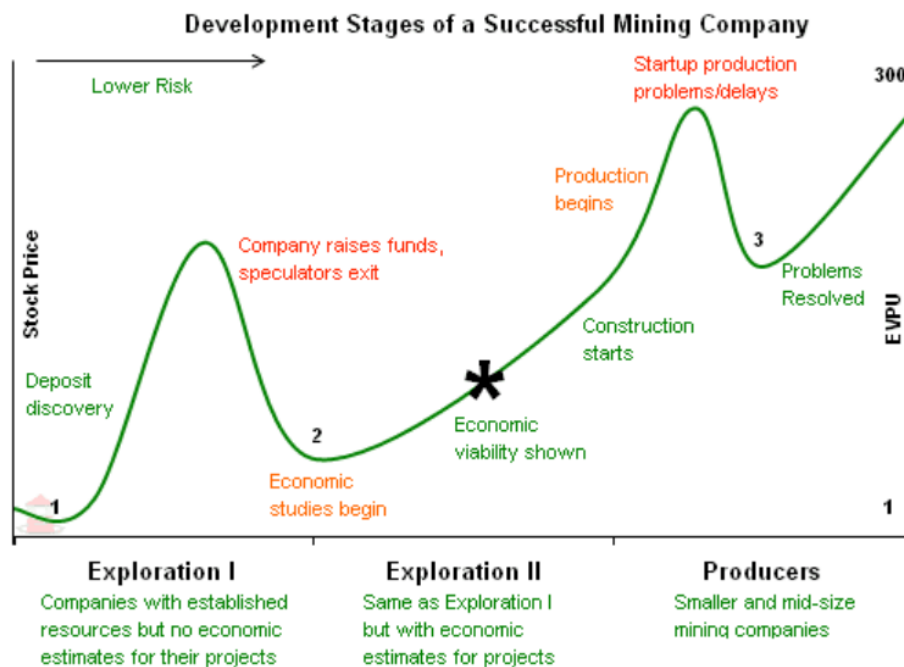 Development Stages of a Successful Mining Company
Lower Risk
Startup production
problems/delays
300
Production
begins
Company raises funds,
speculators exit
3
Problems
Resolved
Stock Price
EVPU
Construction
starts
Deposit
discovery
*
2
Economic
viability shown
Economic
studies begin
1
1
Exploration I
Companies with established
resources but no economic
estimates for their projects
Exploration II
Same as Exploration I
but with economic
estimates for projects
Producers
Smaller and mid-size
mining companies